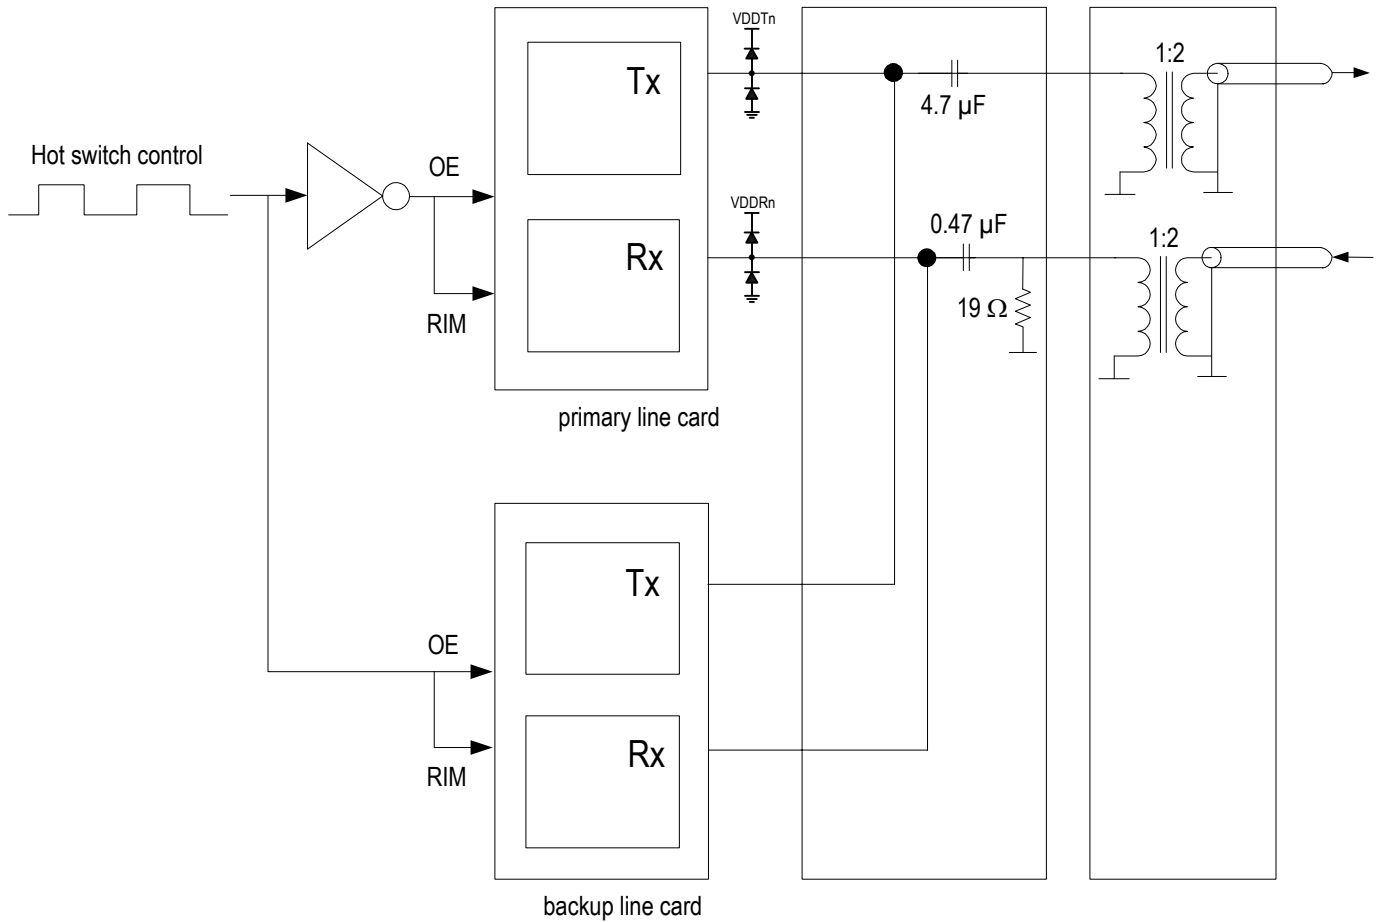 VDDTn
1:2
Tx
4.7 µF
Hot switch control
OE
VDDRn
0.47 µF
1:2
Rx
19 Ω
RIM
primary line card
Tx
OE
Rx
RIM
backup line card